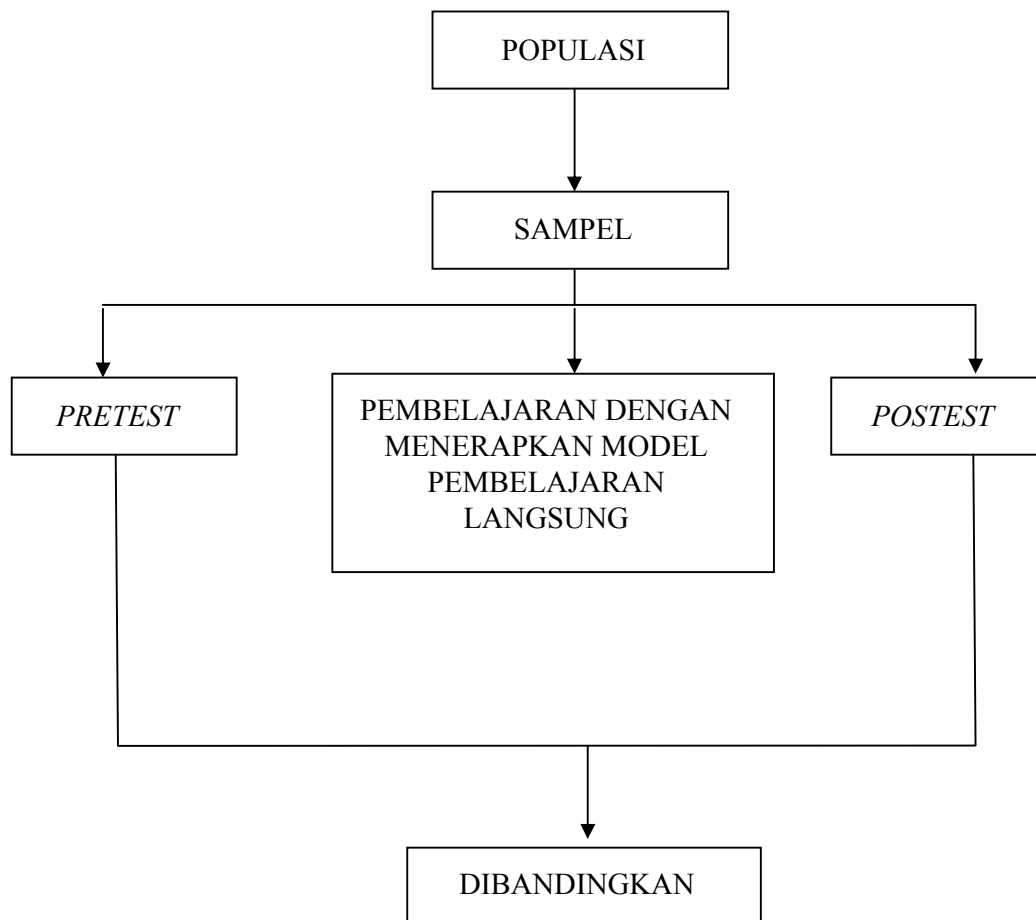 POPULASI
SAMPEL
PRETEST
PEMBELAJARAN DENGAN
MENERAPKAN MODEL
PEMBELAJARAN
LANGSUNG
POSTEST
DIBANDINGKAN